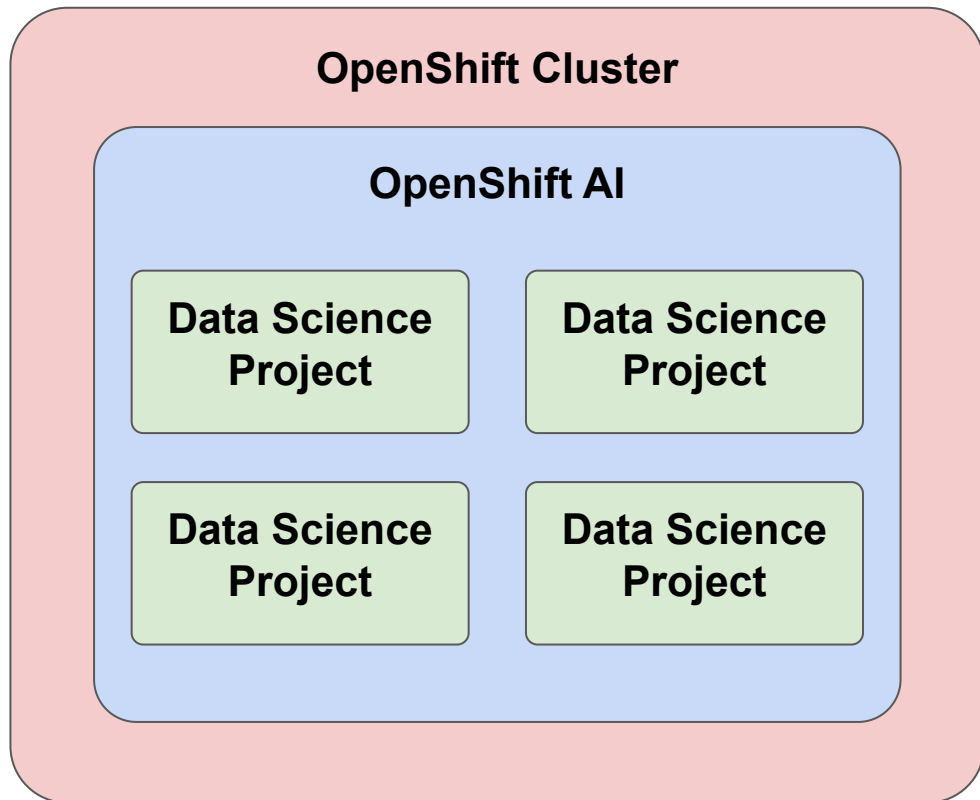 OpenShift Cluster
OpenShift AI
Data Science
Project
Data Science
Project
Data Science
Project
Data Science
Project